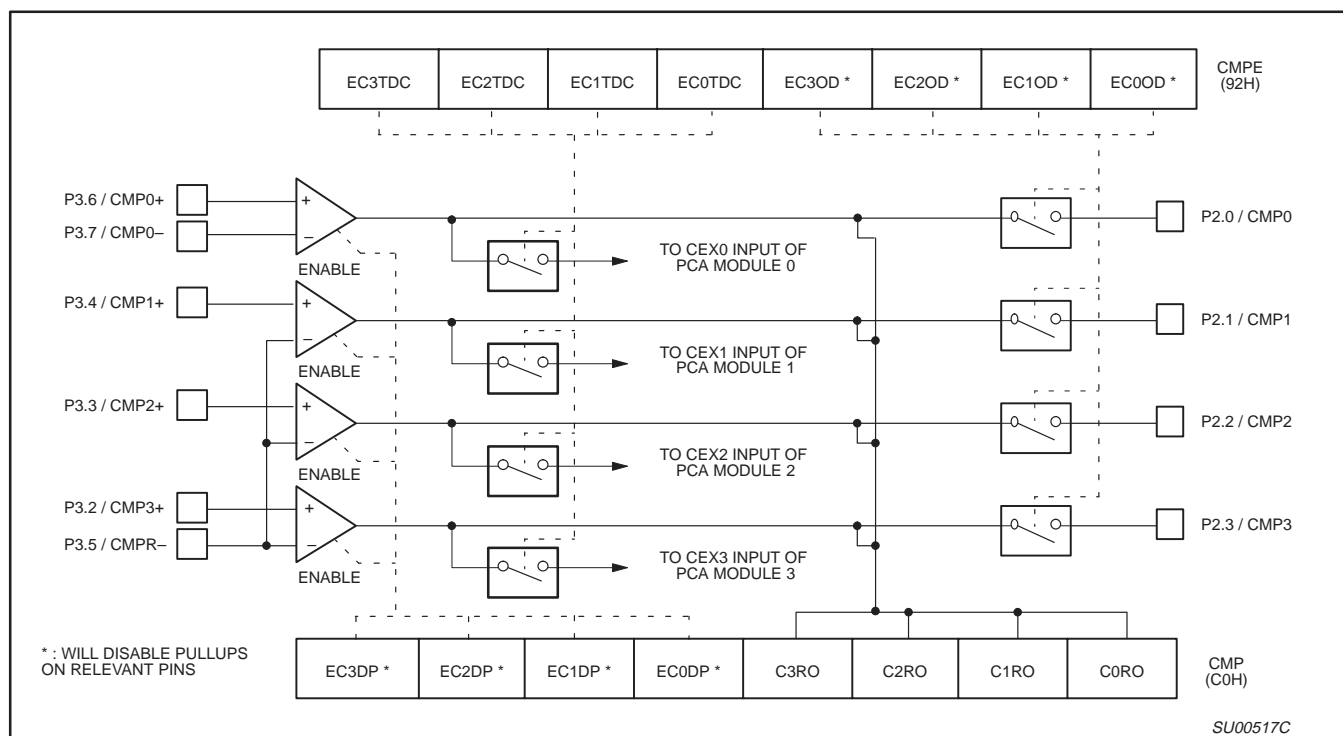 EC3TDC EC2TDC EC1TDC EC0TDC EC3OD * EC2OD * EC1OD * EC0OD *
CMPE
(92H)
P3.6 / CMP0+
+
P3.7 / CMP0–
–
ENABLE
TO CEX0 INPUT OF
PCA MODULE 0
P2.0 / CMP0
P3.4 / CMP1+
+
–
ENABLE
TO CEX1 INPUT OF
PCA MODULE 1
P2.1 / CMP1
P3.3 / CMP2+
+
–
ENABLE
TO CEX2 INPUT OF
PCA MODULE 2
P2.2 / CMP2
P3.2 / CMP3+
+
P3.5 / CMPR–
–
ENABLE
TO CEX3 INPUT OF
PCA MODULE 3
P2.3 / CMP3
* : WILL DISABLE PULLUPS
ON RELEVANT PINS
EC3DP * EC2DP * EC1DP * EC0DP * C3RO C2RO C1RO C0RO
CMP
(C0H)
SU00517C